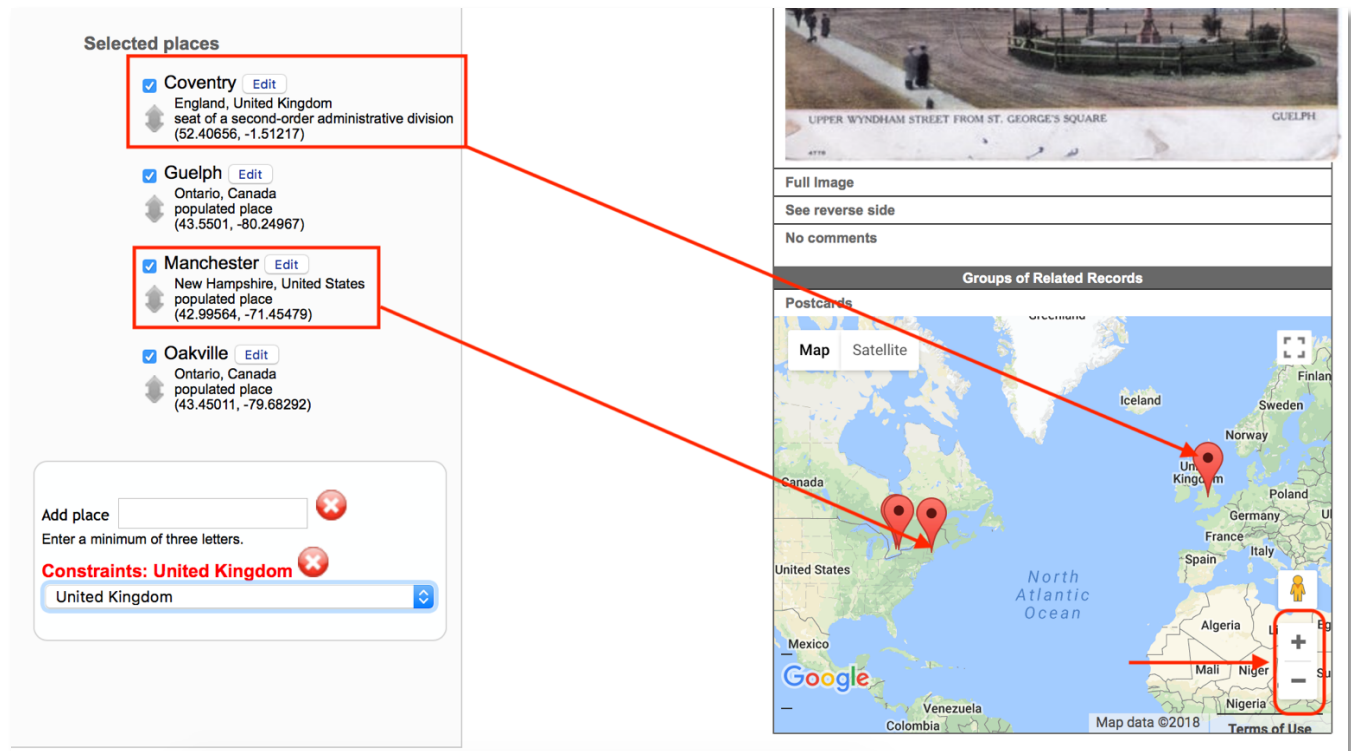 Selected places
Coventry Edit
England, United Kingdom
seat of a second-order administrative division
(52.40656, -1.51217)
Guelph Edit
Ontario, Canada
populated place
(43.5501, -80.24967)
Manchester Edit
New Hampshire, United States
populated place
(42.99564, -71.45479)
Oakville Edit
Ontario, Canada
populated place
(43.45011, -79.68292)
Add place
Enter a minimum of three letters.
Constraints: United Kingdom
United Kingdom
UPPER WYNDHAM STREET FROM ST. GEORGE'S SQUARE GUELPH
4778
Full Image
See reverse side
No comments
Groups of Related Records
Postcards
Map Satellite
Iceland
Sweden
Norway
Canada
Poland
Germany
France
Italy
Spain
United States
North
Atlantic
Ocean
Algeria
Mexico
+
Mali Niger
−
Google
Nigeria
Venezuela
Colombia
Map data ©2018 Terms of Use